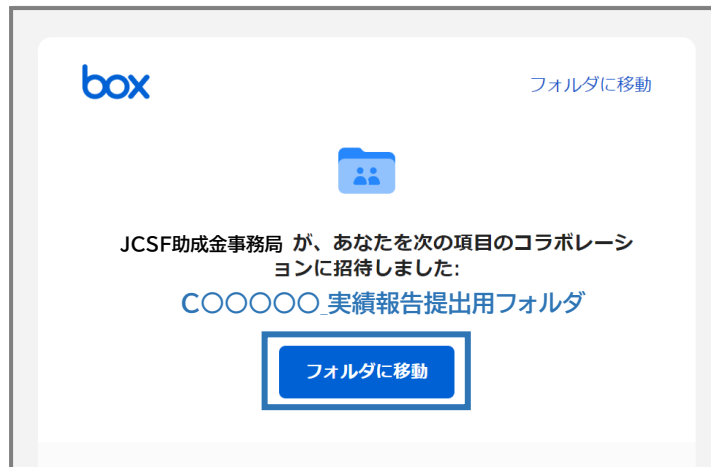 box
フォルダに移動
JCSF助成金事務局 が、あなたを次の項目のコラボレーシ
ョンに招待しました:
C〇〇〇〇〇_実績報告提出用フォルダ
フォルダに移動